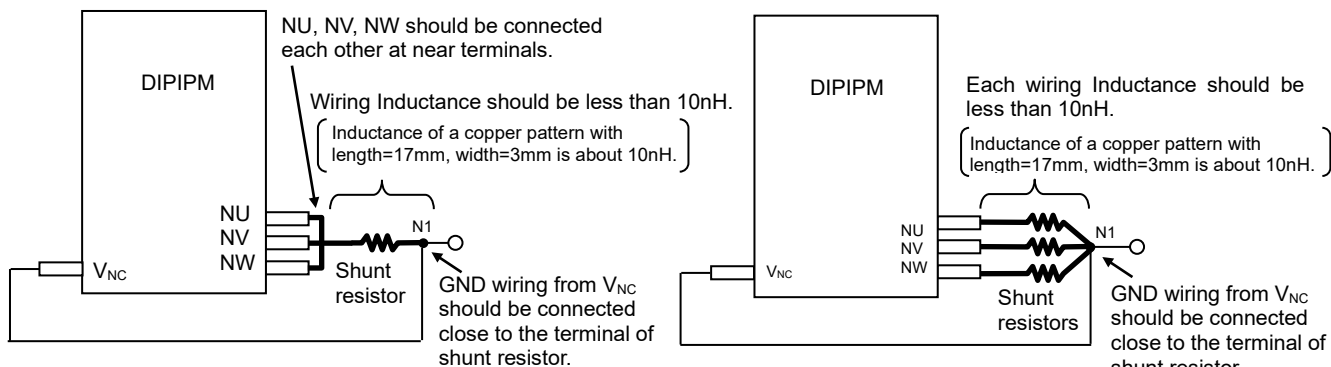 NU, NV, NW should be connected
each other at near terminals.
DIPIPM
Wiring Inductance should be less than 10nH.
Inductance of a copper pattern with
length=17mm, width=3mm is about 10nH.
NU
NV
NW
N1
VNC
Shunt
resistor
GND wiring from VNC
should be connected
close to the terminal of
shunt resistor.
DIPIPM
Each wiring Inductance should be
less than 10nH.
Inductance of a copper pattern with
length=17mm, width=3mm is about 10nH.
NU
NV
NW
N1
VNC
Shunt
resistors
GND wiring from VNC
should be connected
close to the terminal of
shunt resistor